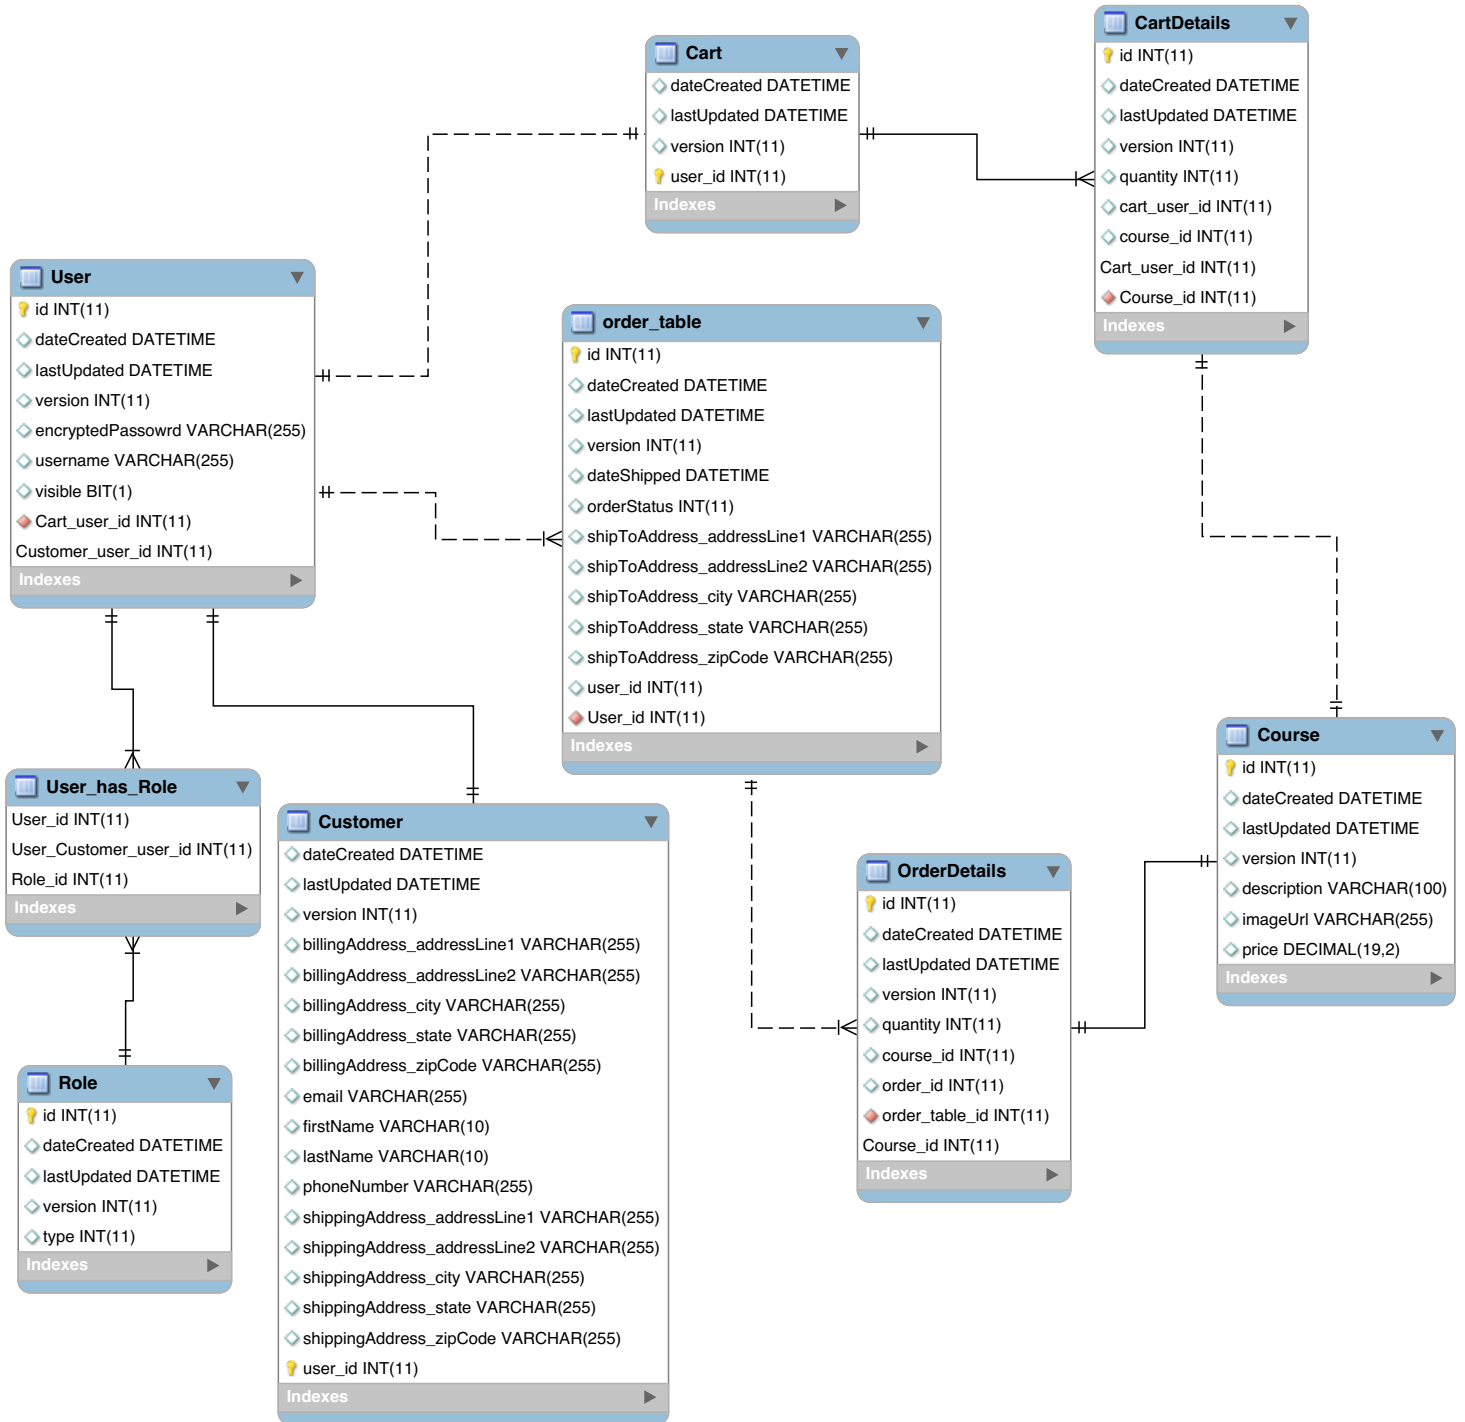 Cart
dateCreated DATETIME
lastUpdated DATETIME
version INT(11)
user_id INT(11)
Indexes
CartDetails
id INT(11)
dateCreated DATETIME
lastUpdated DATETIME
version INT(11)
quantity INT(11)
cart_user_id INT(11)
course_id INT(11)
Cart_user_id INT(11)
Course_id INT(11)
Indexes
User
id INT(11)
dateCreated DATETIME
lastUpdated DATETIME
version INT(11)
encryptedPassowrd VARCHAR(255)
username VARCHAR(255)
visible BIT(1)
Cart_user_id INT(11)
Customer_user_id INT(11)
Indexes
order_table
id INT(11)
dateCreated DATETIME
lastUpdated DATETIME
version INT(11)
dateShipped DATETIME
orderStatus INT(11)
shipToAddress_addressLine1 VARCHAR(255)
shipToAddress_addressLine2 VARCHAR(255)
shipToAddress_city VARCHAR(255)
shipToAddress_state VARCHAR(255)
shipToAddress_zipCode VARCHAR(255)
user_id INT(11)
User_id INT(11)
Indexes
User_has_Role
User_id INT(11)
User_Customer_user_id INT(11)
Role_id INT(11)
Indexes
Customer
dateCreated DATETIME
lastUpdated DATETIME
version INT(11)
billingAddress_addressLine1 VARCHAR(255)
billingAddress_addressLine2 VARCHAR(255)
billingAddress_city VARCHAR(255)
billingAddress_state VARCHAR(255)
billingAddress_zipCode VARCHAR(255)
email VARCHAR(255)
firstName VARCHAR(10)
lastName VARCHAR(10)
phoneNumber VARCHAR(255)
shippingAddress_addressLine1 VARCHAR(255)
shippingAddress_addressLine2 VARCHAR(255)
shippingAddress_city VARCHAR(255)
shippingAddress_state VARCHAR(255)
shippingAddress_zipCode VARCHAR(255)
user_id INT(11)
Indexes
Course
id INT(11)
dateCreated DATETIME
lastUpdated DATETIME
version INT(11)
description VARCHAR(100)
imageUrl VARCHAR(255)
price DECIMAL(19,2)
Indexes
OrderDetails
id INT(11)
dateCreated DATETIME
lastUpdated DATETIME
version INT(11)
quantity INT(11)
course_id INT(11)
order_id INT(11)
order_table_id INT(11)
Course_id INT(11)
Indexes
Role
id INT(11)
dateCreated DATETIME
lastUpdated DATETIME
version INT(11)
type INT(11)
Indexes